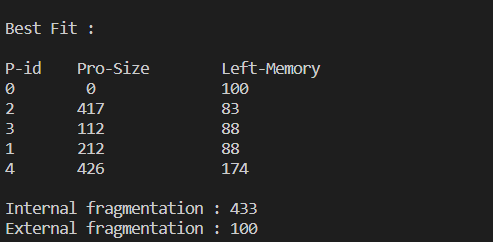 Best Fit :
P-id Pro-Size Left-Memory
0 0 100
2 417 83
3 112 88
1 212 88
4 426 174
Internal fragmentation : 433
External fragmentation : 100